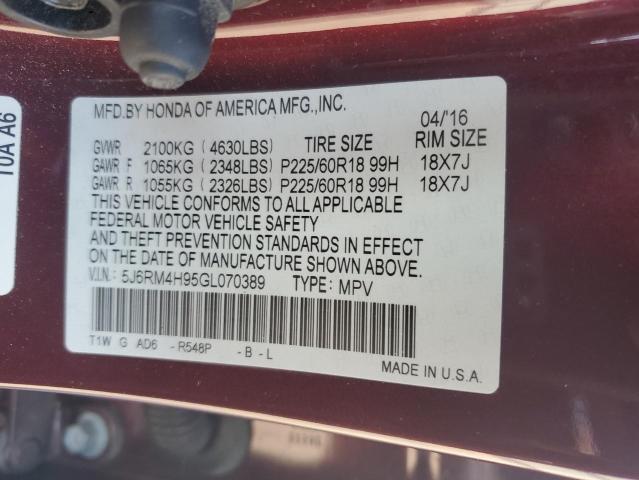 MFD.BY HONDA OF AMERICA MFG.,INC. 04/'16
GVWR 2100KG ( 4630LBS) TIRE SIZE RIM SIZE
GAWR F 1065KG ( 2348LBS) P225/60R18 99H 18X7J
GAWR R 1055KG ( 2326LBS) P225/60R18 99H 18X7J
THIS VEHICLE CONFORMS TO ALL APPLICABLE
FEDERAL MOTOR VEHICLE SAFETY
AND THEFT PREVENTION STANDARDS IN EFFECT
ON THE DATE OF MANUFACTURE SHOWN ABOVE.
V.I.N.: 5J6RM4H95GL070389 TYPE: MPV
T1W G AD6 - R548P - B - L
MADE IN U.S.A.
10A A6